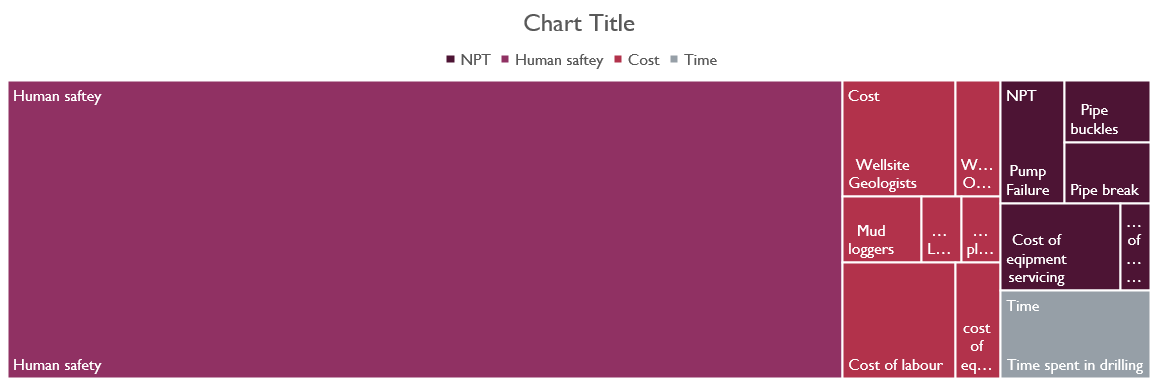 Chart Title
NPT
Human saftey
Cost
Time
Human saftey
Human safety
Cost
Wellsite
Geologists
W...
O...
Mud
loggers
...
L...
...
pl...
Cost of labour
cost
of
eq...
NPT
Pump
Failure
Pipe
buckles
Pipe break
Cost of
eqipment
servicing
...
of
...
...
Time
Time spent in drilling